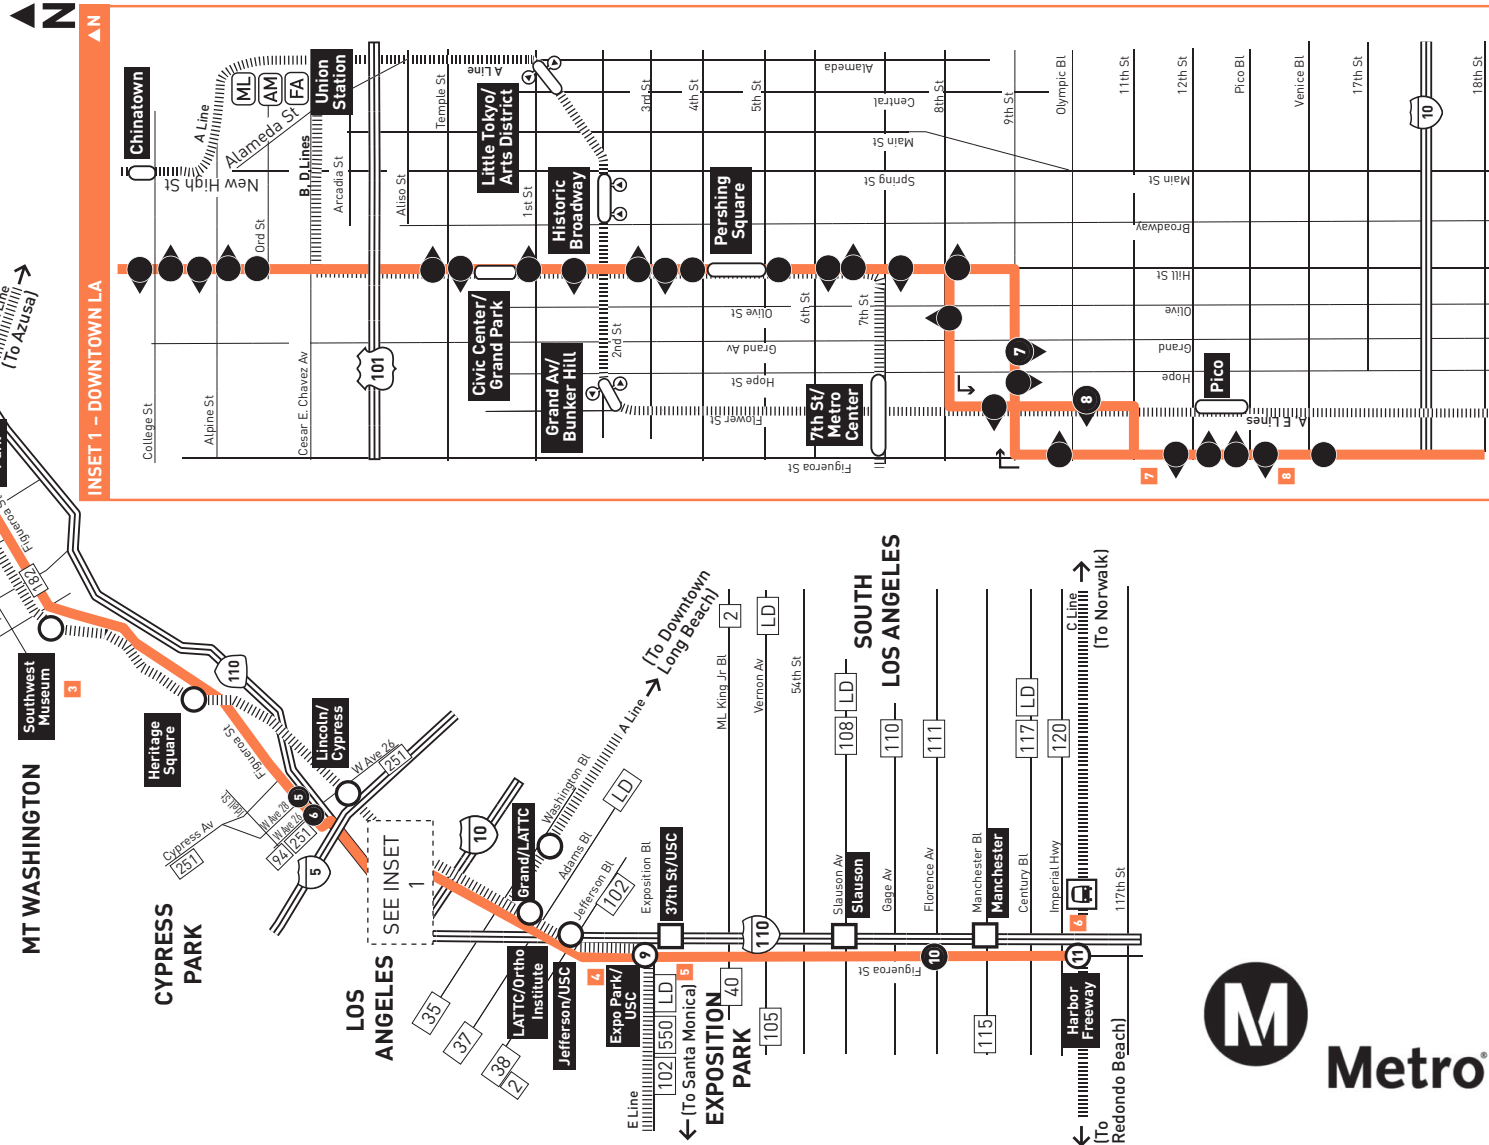 N
INSET 1 – DOWNTOWN LA
N
Chinatown
A Line
ML
AM
FA
Union
Station
Alameda St
New High St
B, D Lines
Arcadia St
Aliso St
Ord St
College St
Alpine St
Cesar E. Chavez Av
101
Temple St
A Line
Little Tokyo/
Arts District
1st St
Historic
Broadway
Civic Center/
Grand Park
Grand Av/
Bunker Hill
2nd St
3rd St
4th St
5th St
Pershing
Square
6th St
7th St
7th St/
Metro
Center
Alameda
Central
Main St
Spring St
Olive St
Grand Av
Hope St
Flower St
Figueroa St
8th St
9th St
Olympic Bl
11th St
12th St
Pico Bl
Venice Bl
17th St
18th St
10
Main St
Broadway
Hill St
Olive
Grand
Hope
Pico
A, E Lines
7
8
7
8
Line
(To Azusa)
Figueroa St
182
Southwest
Museum
3
110
Heritage
Square
Figueroa St
Lincoln/
Cypress
W Ave 26
251
MT WASHINGTON
Cypress Av
251
W Ave 28
W Ave 26
94
251
5
6
5
CYPRESS
PARK
SEE INSET
1
10
LOS
ANGELES
Grand/LATTC
Washington Bl
A Line
(To Downtown
Long Beach)
Adams Bl
LD
Jefferson Bl
102
35
37
38
2
LATTC/Ortho
Institute
Jefferson/USC
4
Expo Park/
USC
9
Exposition Bl
37th St/USC
5
E Line
102
550
LD
(To Santa Monica)
EXPOSITION
PARK
ML King Jr Bl
2
40
Vernon Av
LD
105
110
54th St
SOUTH
LOS ANGELES
Slauson Av
108
LD
Slauson
Gage Av
110
Figueroa St
Florence Av
111
10
Manchester Bl
Manchester
115
Century Bl
117
LD
Imperial Hwy
120
C Line
(To Norwalk)
117th St
6
11
Harbor
Freeway
(To
Redondo Beach)
M
Metro